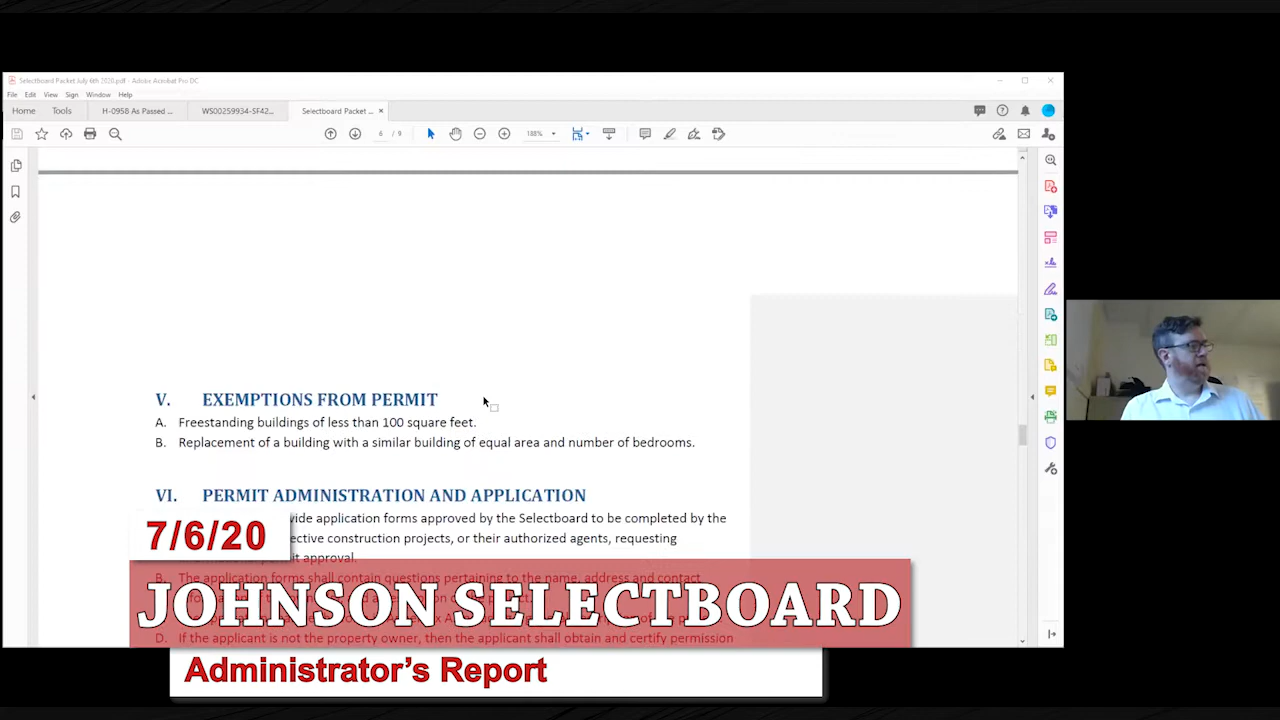 Selectboard Packet July 6th 2020.pdf - Adobe Acrobat Pro DC
File Edit View Sign Window Help
Home Tools H-0958 As Passed ... WS00259934-SF42... Selectboard Packet ... ×
6 / 9 188%
V. EXEMPTIONS FROM PERMIT
A. Freestanding buildings of less than 100 square feet.
B. Replacement of a building with a similar building of equal area and number of bedrooms.
VI. PERMIT ADMINISTRATION AND APPLICATION
vide application forms approved by the Selectboard to be completed by the
ective construction projects, or their authorized agents, requesting
approval.
B. The application forms shall contain questions pertaining to the name, address and contact
D. If the applicant is not the property owner, then the applicant shall obtain and certify permission
7/6/20
JOHNSON SELECTBOARD
Administrator's Report